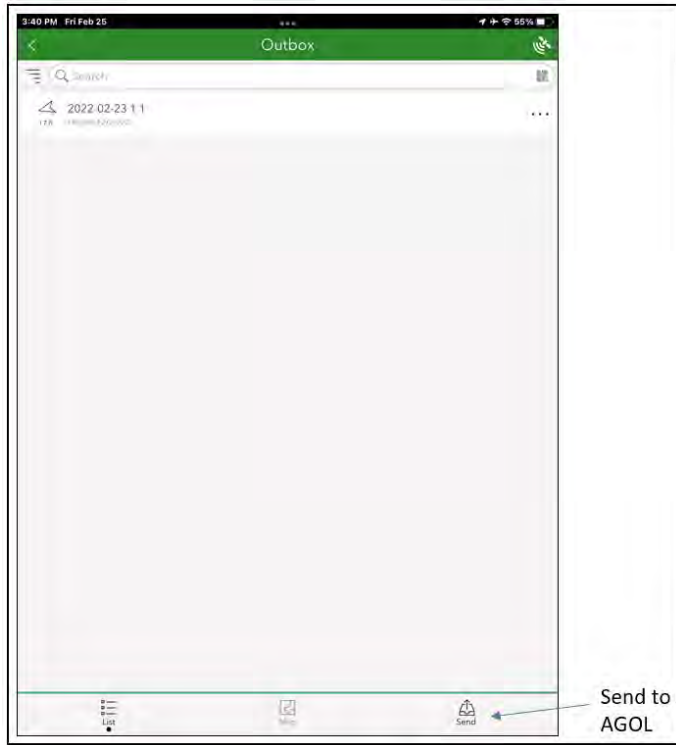 3:40 PM Fri Feb 25
55%
Outbox
Search
2022-02-23 1 1
List
Map
Send
Send to
AGOL